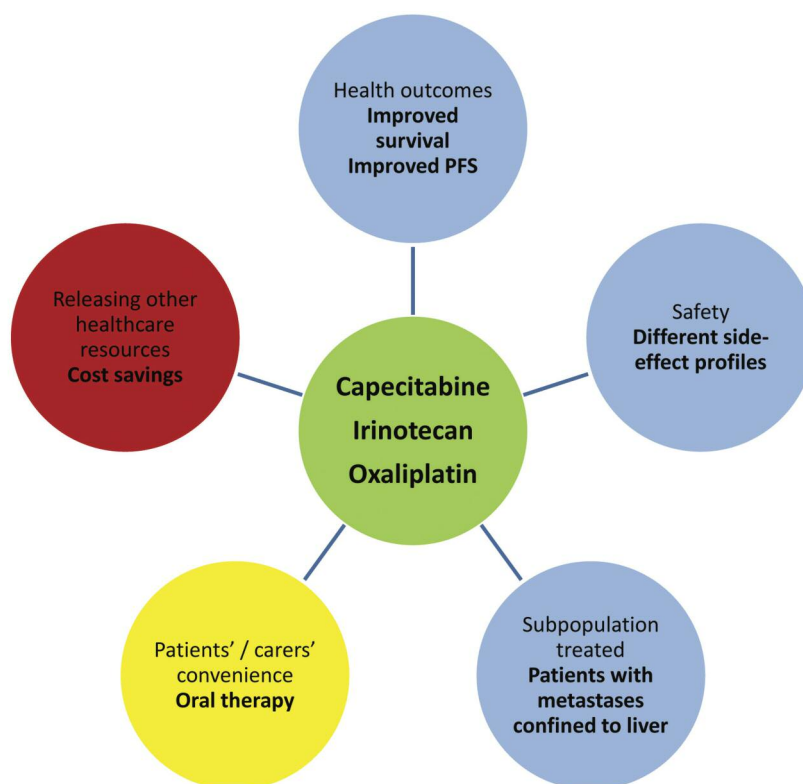 Health outcomes
Improved
survival
Improved PFS
Releasing other
healthcare
resources
Cost savings
Safety
Different side-
effect profiles
Capecitabine
Irinotecan
Oxaliplatin
Patients’ / carers’
convenience
Oral therapy
Subpopulation
treated
Patients with
metastases
confined to liver